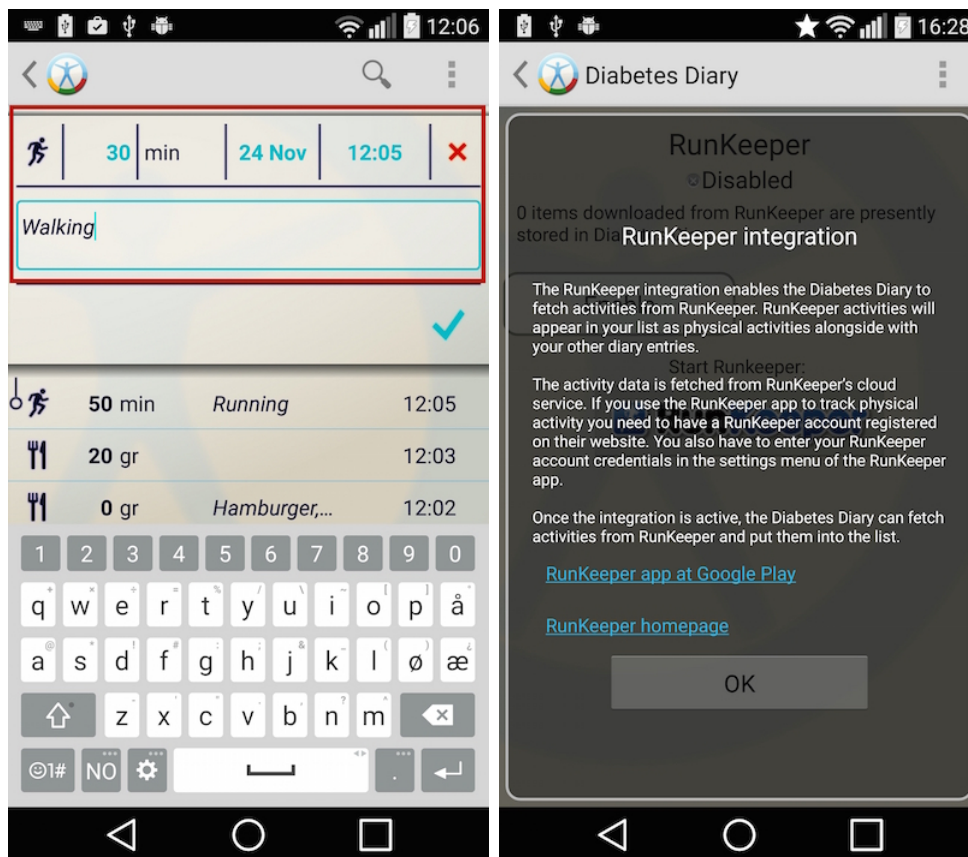 12:06
30 min 24 Nov 12:05
Walking
50 min Running 12:05
20 gr 12:03
0 gr Hamburger,... 12:02
1 2 3 4 5 6 7 8 9 0
q w e r t y u i o p å
a s d f g h j k l ø æ
z x c v b n m
☺1# NO .
16:28
Diabetes Diary
RunKeeper
Disabled
0 items downloaded from RunKeeper are presently
stored in Dia
RunKeeper integration
The RunKeeper integration enables the Diabetes Diary to
fetch activities from RunKeeper. RunKeeper activities will
appear in your list as physical activities alongside with
your other diary entries.
Start Runkeeper:
The activity data is fetched from RunKeeper's cloud
service. If you use the RunKeeper app to track physical
activity you need to have a RunKeeper account registered
on their website. You also have to enter your RunKeeper
account credentials in the settings menu of the RunKeeper
app.
Once the integration is active, the Diabetes Diary can fetch
activities from RunKeeper and put them into the list.
RunKeeper app at Google Play
RunKeeper homepage
OK